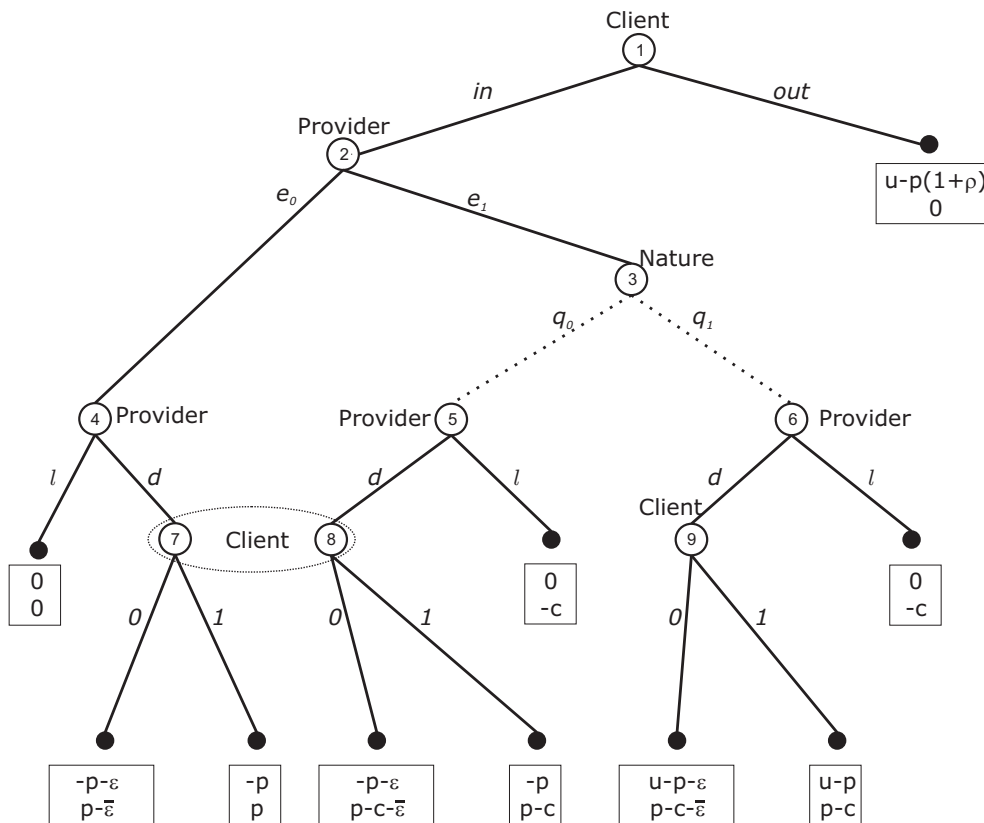 Client
1
in
out
Provider
2
u-p(1+ρ)
0
e₀
e₁
Nature
3
q₀
q₁
4
Provider
Provider
5
6
Provider
l
d
d
l
d
l
Client
7
Client
8
9
0
0
0
-c
0
-c
0
1
0
1
0
1
-p-ε
p-ε̅
-p
p
-p-ε
p-c-ε̅
-p
p-c
u-p-ε
p-c-ε̅
u-p
p-c